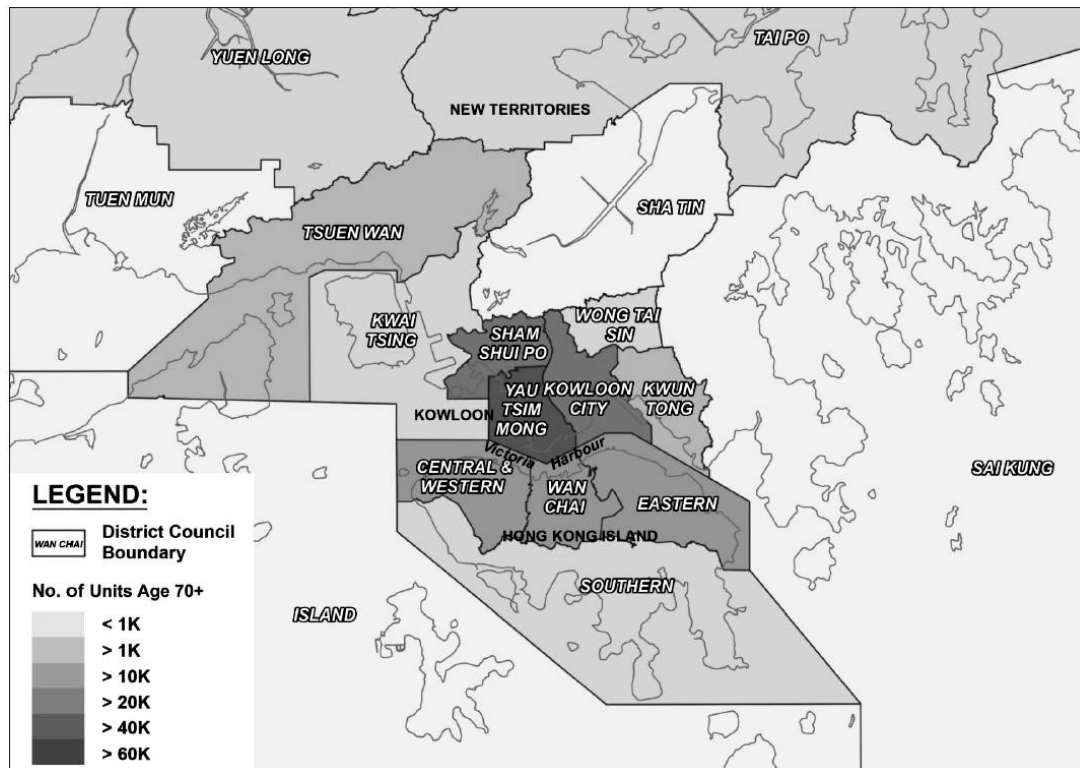 YUEN LONG
TAI PO
NEW TERRITORIES
TUEN MUN
SHA TIN
TSUEN WAN
KWAI
TSING
WONG TAI
SIN
SHAM
SHUI PO
YAU
TSIM
MONG
KOWLOON
CITY
KWUN
TONG
KOWLOON
Victoria Harbour
CENTRAL &
WESTERN
WAN
CHAI
EASTERN
SAI KUNG
HONG KONG ISLAND
SOUTHERN
ISLAND
LEGEND:
WAN CHAI
District Council
Boundary
No. of Units Age 70+
< 1K
> 1K
> 10K
> 20K
> 40K
> 60K